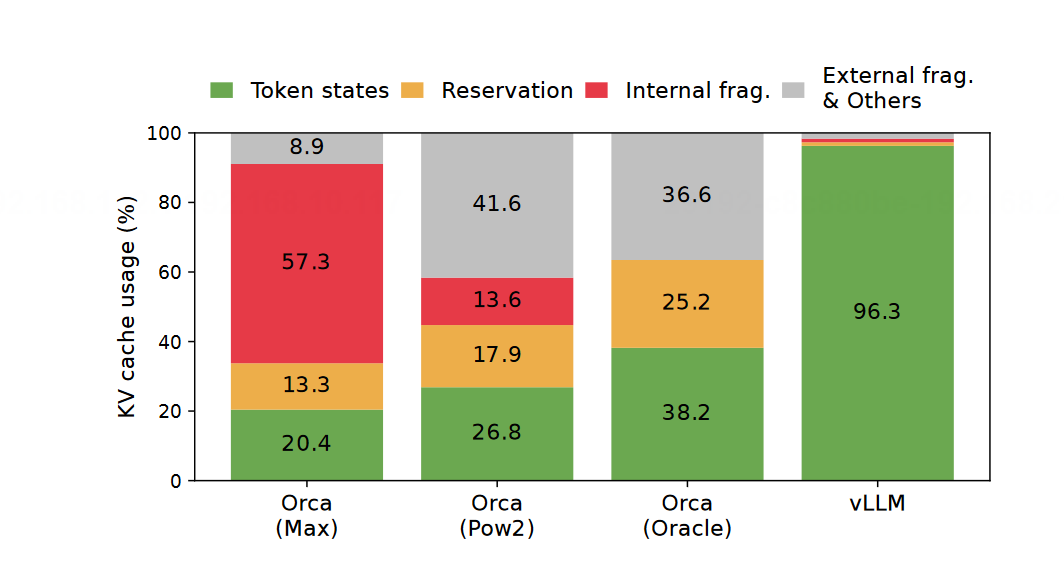 Token states Reservation Internal frag. External frag.
& Others
100
80
60
40
20
0
KV cache usage (%)
8.9
57.3
13.3
20.4
41.6
13.6
17.9
26.8
36.6
25.2
38.2
96.3
Orca
(Max)
Orca
(Pow2)
Orca
(Oracle)
vLLM